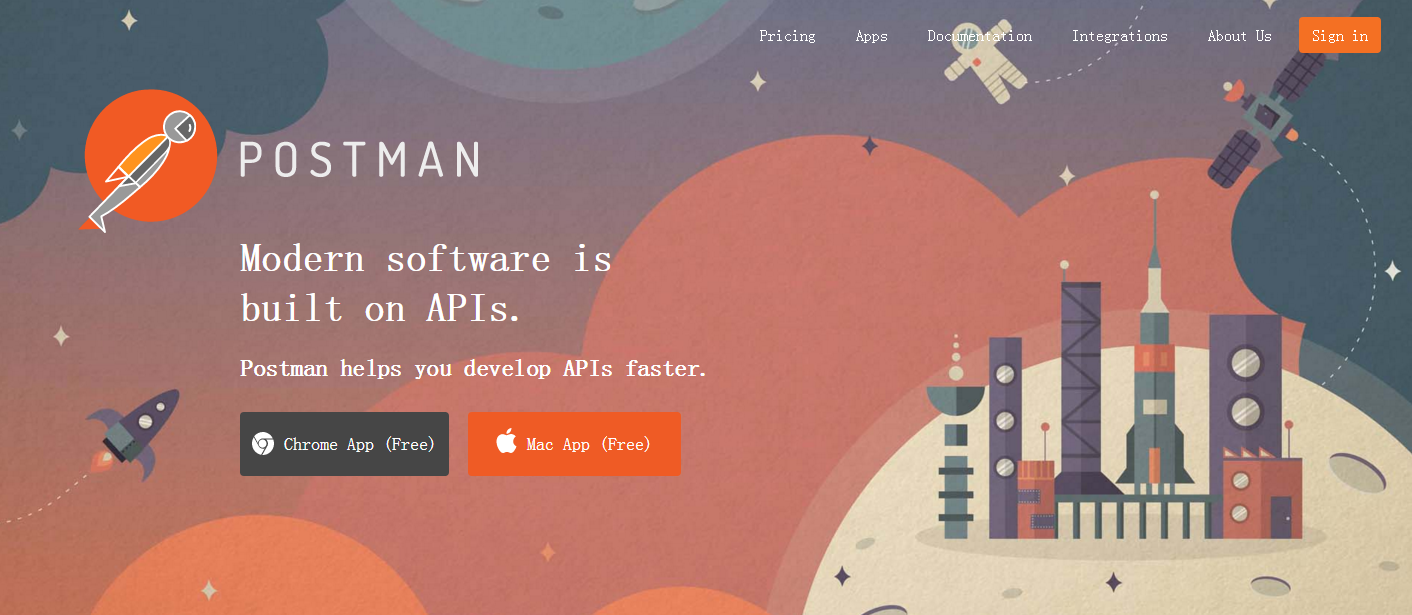 Pricing Apps Documentation Integrations About Us Sign in
POSTMAN
Modern software is
built on APIs.
Postman helps you develop APIs faster.
Chrome App (Free) Mac App (Free)